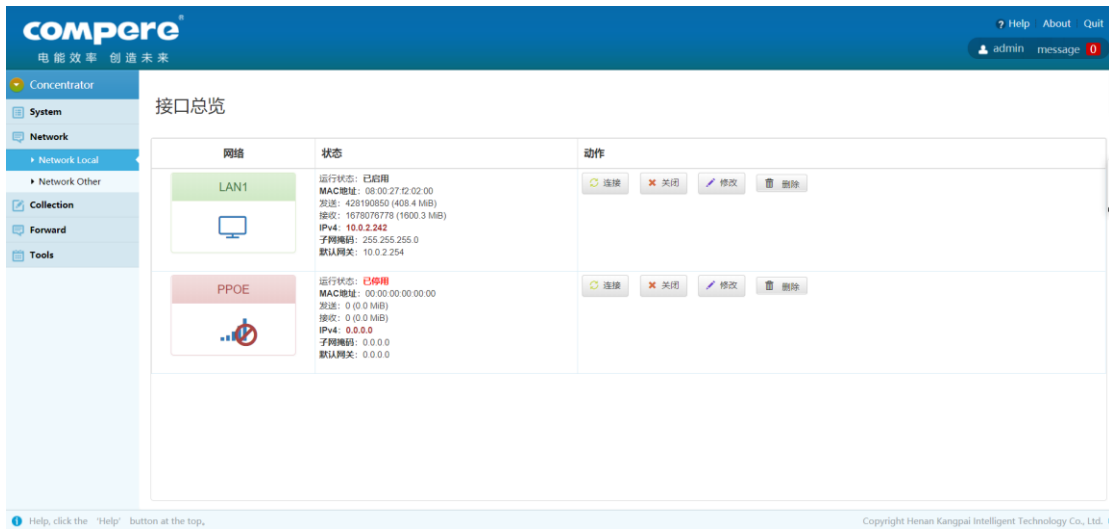 compere®
电能效率 创造未来
? Help About Quit
admin message 0
Concentrator
System
Network
Network Local
Network Other
Collection
Forward
Tools
接口总览
网络 状态 动作
LAN1
运行状态：已启用
MAC地址：08:00:27:f2:02:00
发送：428190850 (408.4 MiB)
接收：1678076778 (1600.3 MiB)
IPv4：10.0.2.242
子网掩码：255.255.255.0
默认网关：10.0.2.254
连接 关闭 修改 删除
PPOE
运行状态：已停用
MAC地址：00:00:00:00:00:00
发送：0 (0.0 MiB)
接收：0 (0.0 MiB)
IPv4：0.0.0.0
子网掩码：0.0.0.0
默认网关：0.0.0.0
连接 关闭 修改 删除
Help, click the 'Help' button at the top。
Copyright Henan Kangpai Intelligent Technology Co., Ltd.